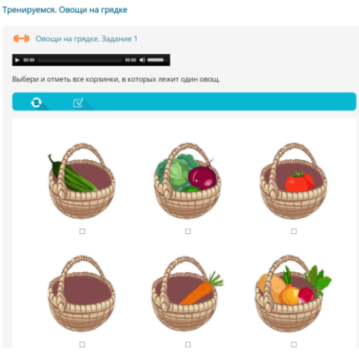 Тренируемся. Овощи на грядке
Овощи на грядке. Задание 1
00:00 00:00
Выбери и отметь все корзинки, в которых лежит один овощ.